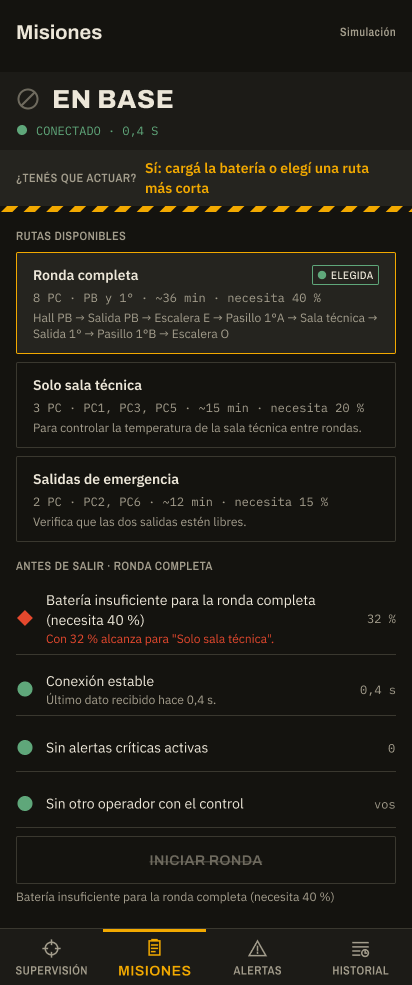 Misiones
Simulación
EN BASE
CONECTADO · 0,4 S
¿TENÉS QUE ACTUAR?
Sí: cargá la batería o elegí una ruta
más corta
RUTAS DISPONIBLES
Ronda completa
ELEGIDA
8 PC · PB y 1° · ~36 min · necesita 40 %
Hall PB → Salida PB → Escalera E → Pasillo 1°A → Sala técnica →
Salida 1° → Pasillo 1°B → Escalera O
Solo sala técnica
3 PC · PC1, PC3, PC5 · ~15 min · necesita 20 %
Para controlar la temperatura de la sala técnica entre rondas.
Salidas de emergencia
2 PC · PC2, PC6 · ~12 min · necesita 15 %
Verifica que las dos salidas estén libres.
ANTES DE SALIR · RONDA COMPLETA
Batería insuficiente para la ronda completa
(necesita 40 %)
32 %
Con 32 % alcanza para "Solo sala técnica".
Conexión estable
0,4 s
Último dato recibido hace 0,4 s.
Sin alertas críticas activas
0
Sin otro operador con el control
vos
INICIAR RONDA
Batería insuficiente para la ronda completa (necesita 40 %)
SUPERVISIÓN
MISIONES
ALERTAS
HISTORIAL